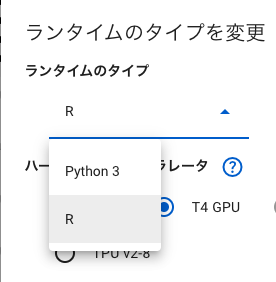 ランタイムのタイプを変更
ランタイムのタイプ
R
Python 3
R
ハー
ラレータ
T4 GPU
TPU v2-8